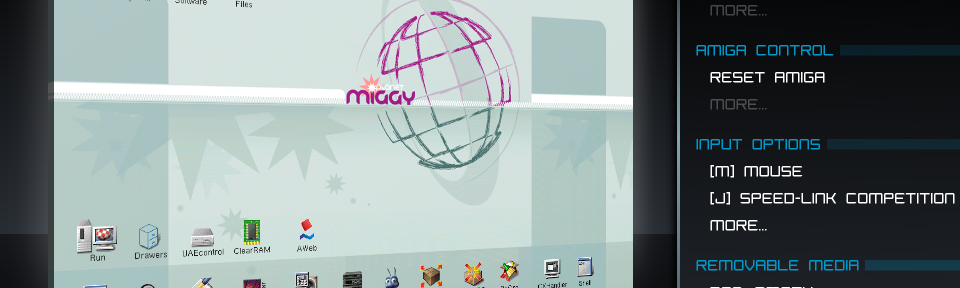 Software
Files
MIGGY
Run
Drawers
UAEcontrol
ClearRAM
AWeb
CXHandler
Shell
MORE...
AMIGA CONTROL
RESET AMIGA
MORE...
INPUT OPTIONS
[M] MOUSE
[J] SPEED-LINK COMPETITION
MORE...
REMOVABLE MEDIA